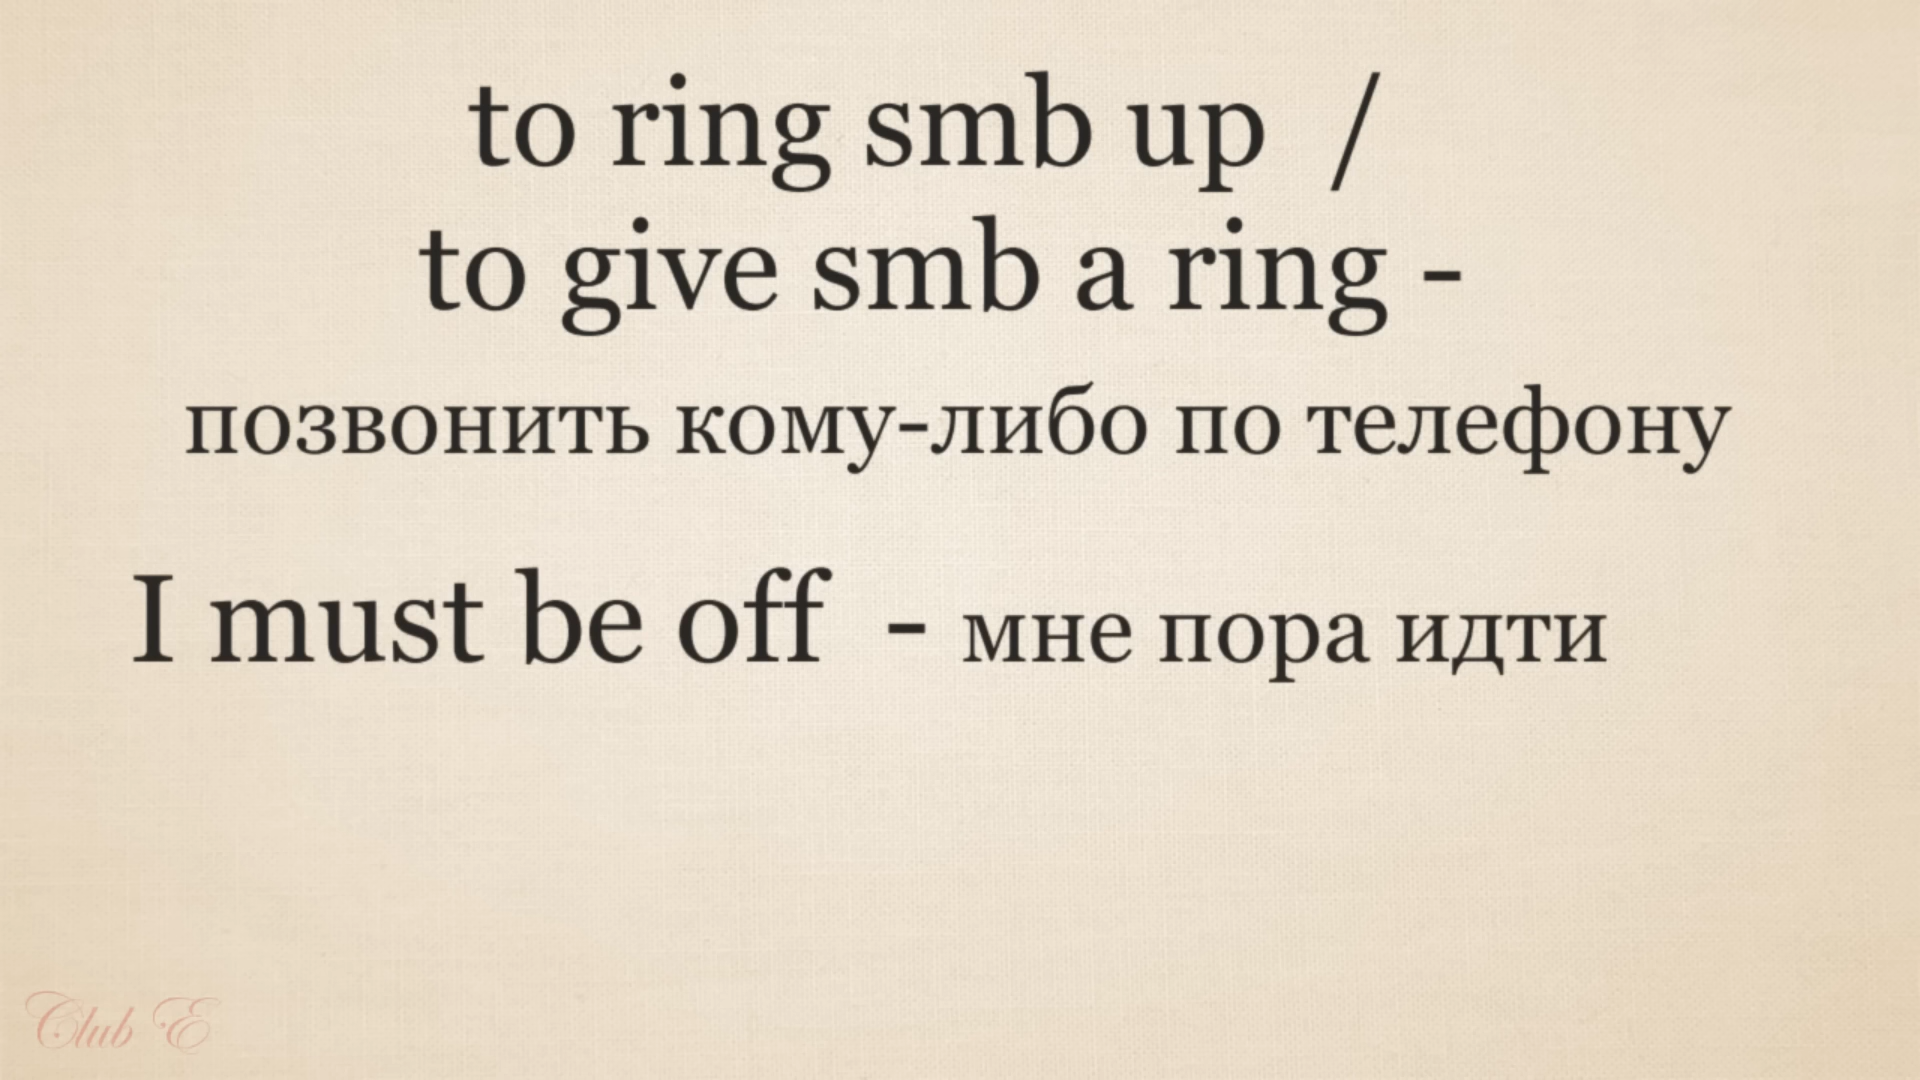 to ring smb up /
to give smb a ring -
позвонить кому-либо по телефону
I must be off - мне пора идти
Club E